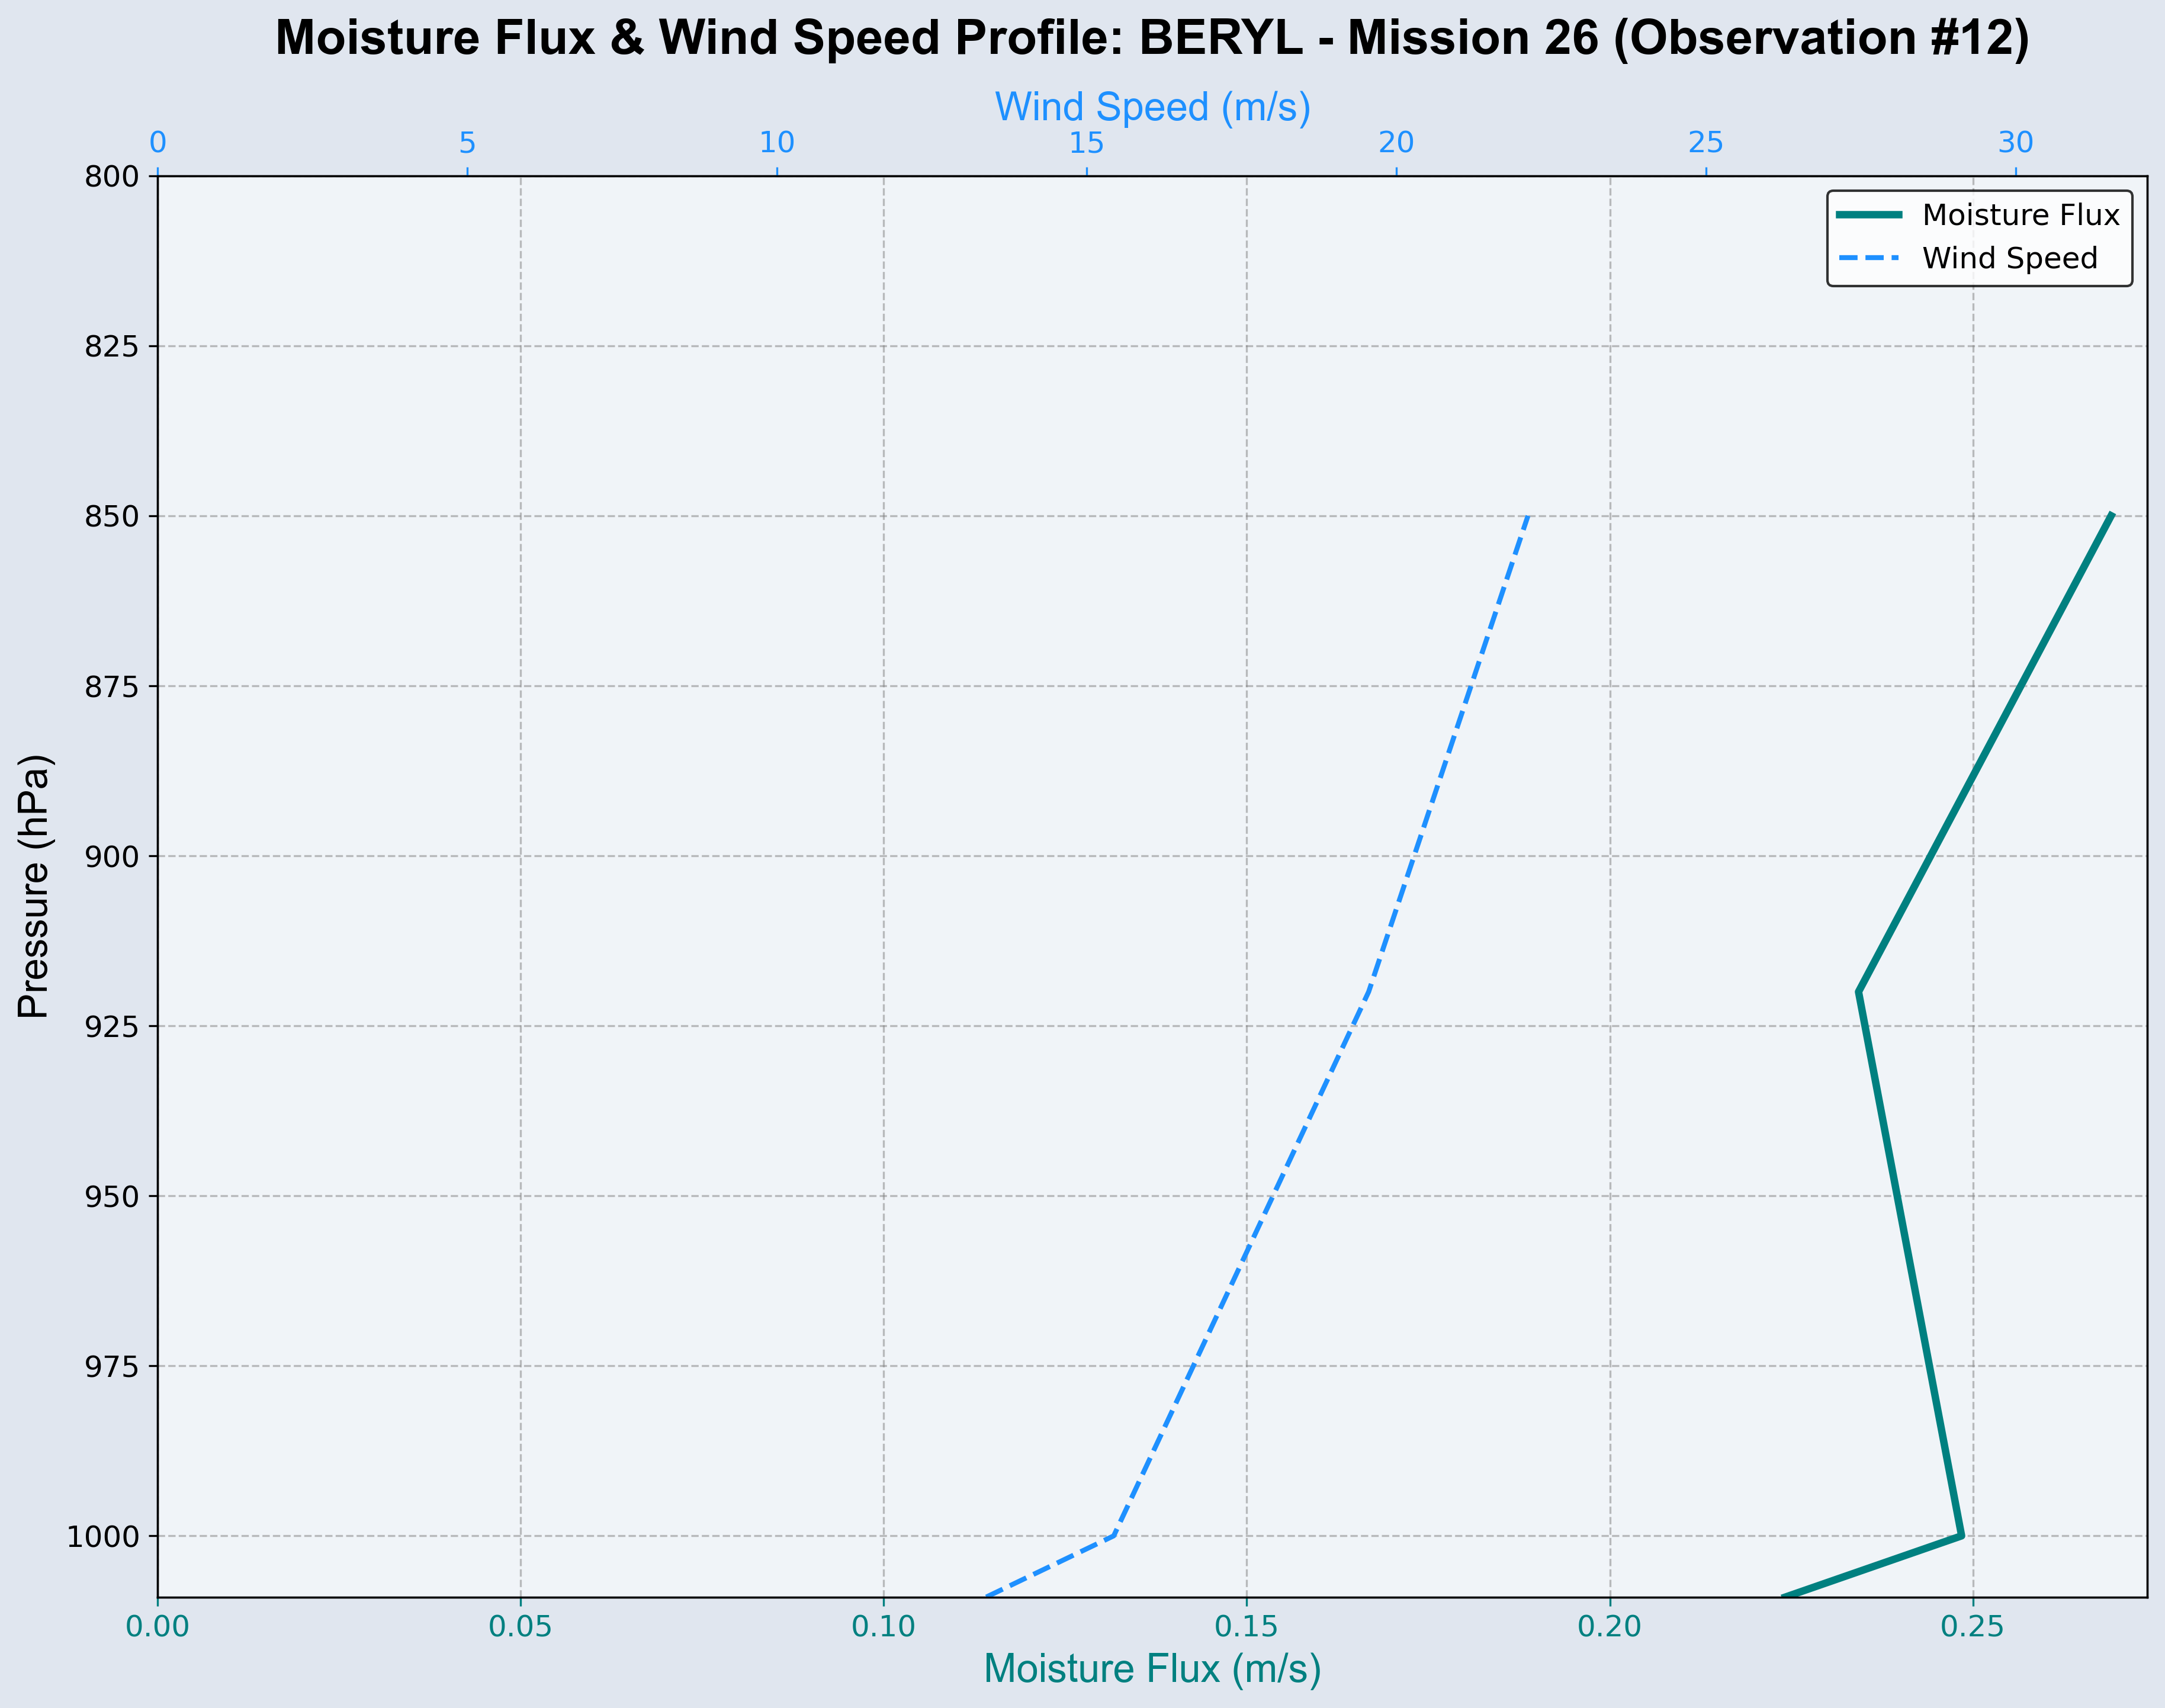 Moisture Flux & Wind Speed Profile: BERYL - Mission 26 (Observation #12)
Wind Speed (m/s)
0 5 10 15 20 25 30
Moisture Flux
Wind Speed
Pressure (hPa)
800
825
850
875
900
925
950
975
1000
0.00 0.05 0.10 0.15 0.20 0.25
Moisture Flux (m/s)